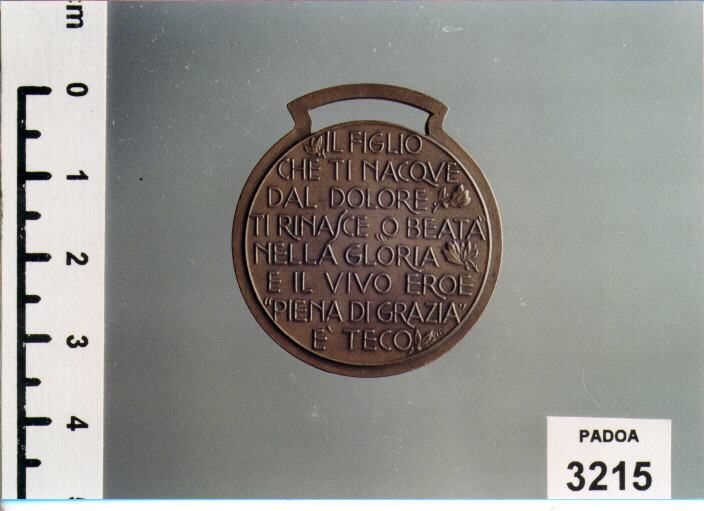 cm
0
1
2
3
4
IL FIGLIO
CHE TI NACQVE
DAL DOLORE
TI RINASCE "O BEATA
NELLA GLORIA
E IL VIVO EROE
"PIENA DI GRAZIA"
E' TECO
PADOA
3215